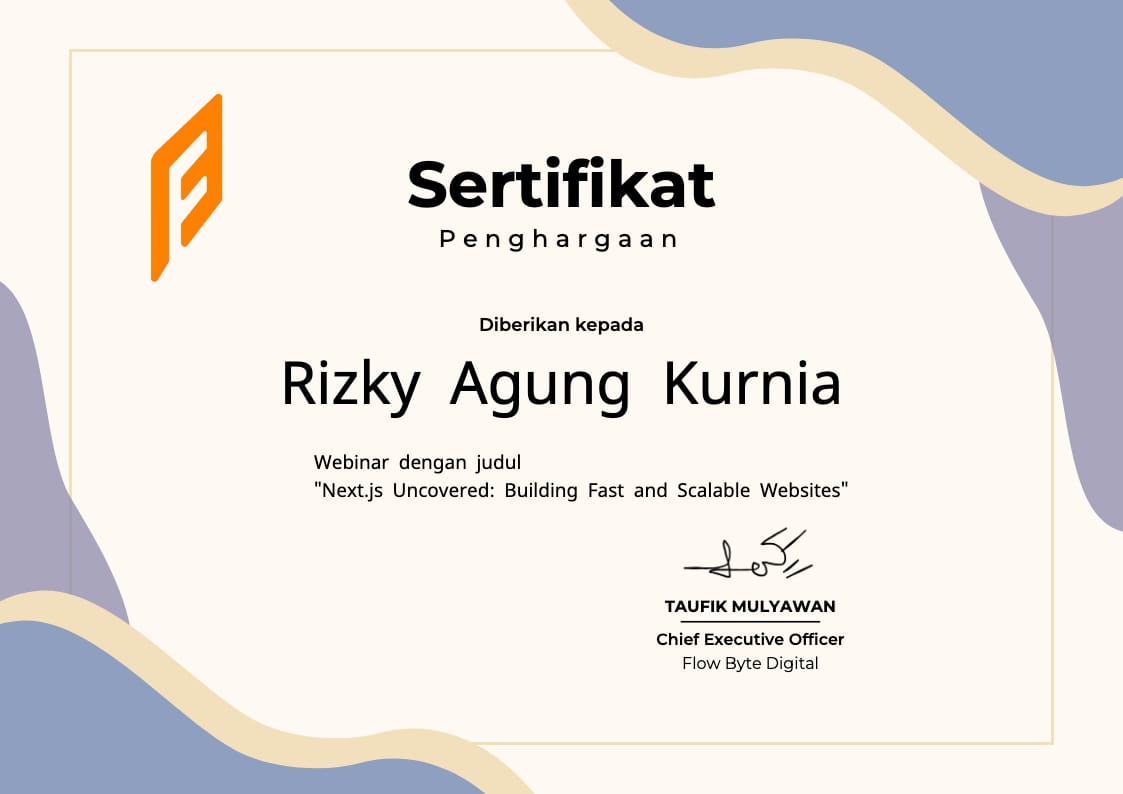 Sertifikat
Penghargaan
Diberikan kepada
Rizky Agung Kurnia
Webinar dengan judul
"Next.js Uncovered: Building Fast and Scalable Websites"
TAUFIK MULYAWAN
Chief Executive Officer
Flow Byte Digital